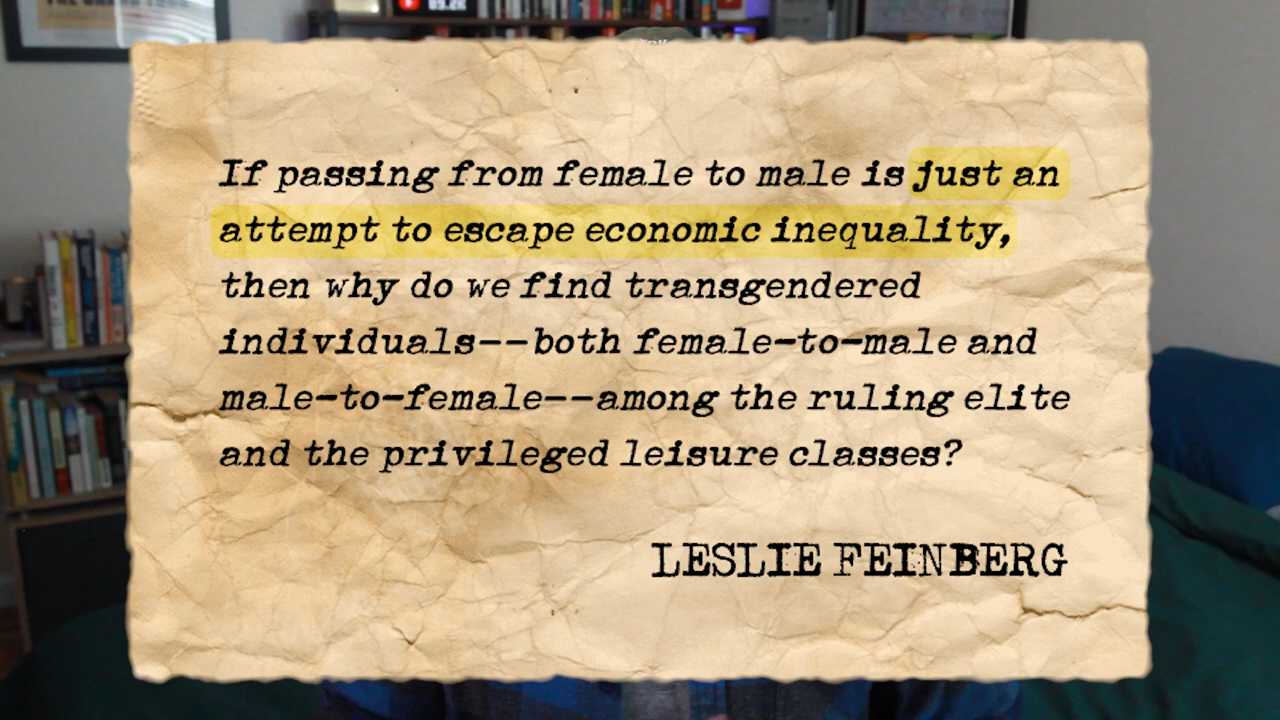 If passing from female to male is just an
attempt to escape economic inequality,
then why do we find transgendered
individuals--both female-to-male and
male-to-female--among the ruling elite
and the privileged leisure classes?
LESLIE FEINBERG